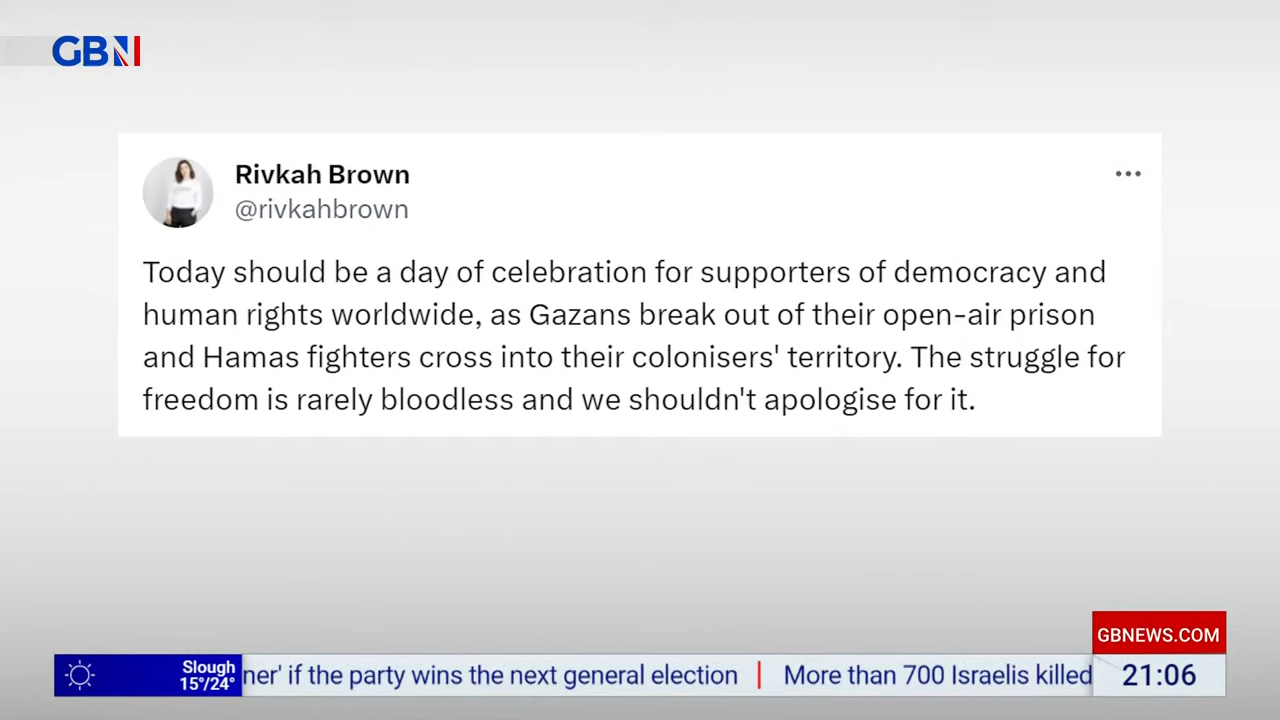 GBN
Rivkah Brown
@rivkahbrown
Today should be a day of celebration for supporters of democracy and
human rights worldwide, as Gazans break out of their open-air prison
and Hamas fighters cross into their colonisers' territory. The struggle for
freedom is rarely bloodless and we shouldn't apologise for it.
GBNEWS.COM
Slough
15°/24°
ner' if the party wins the next general election | More than 700 Israelis killed
21:06